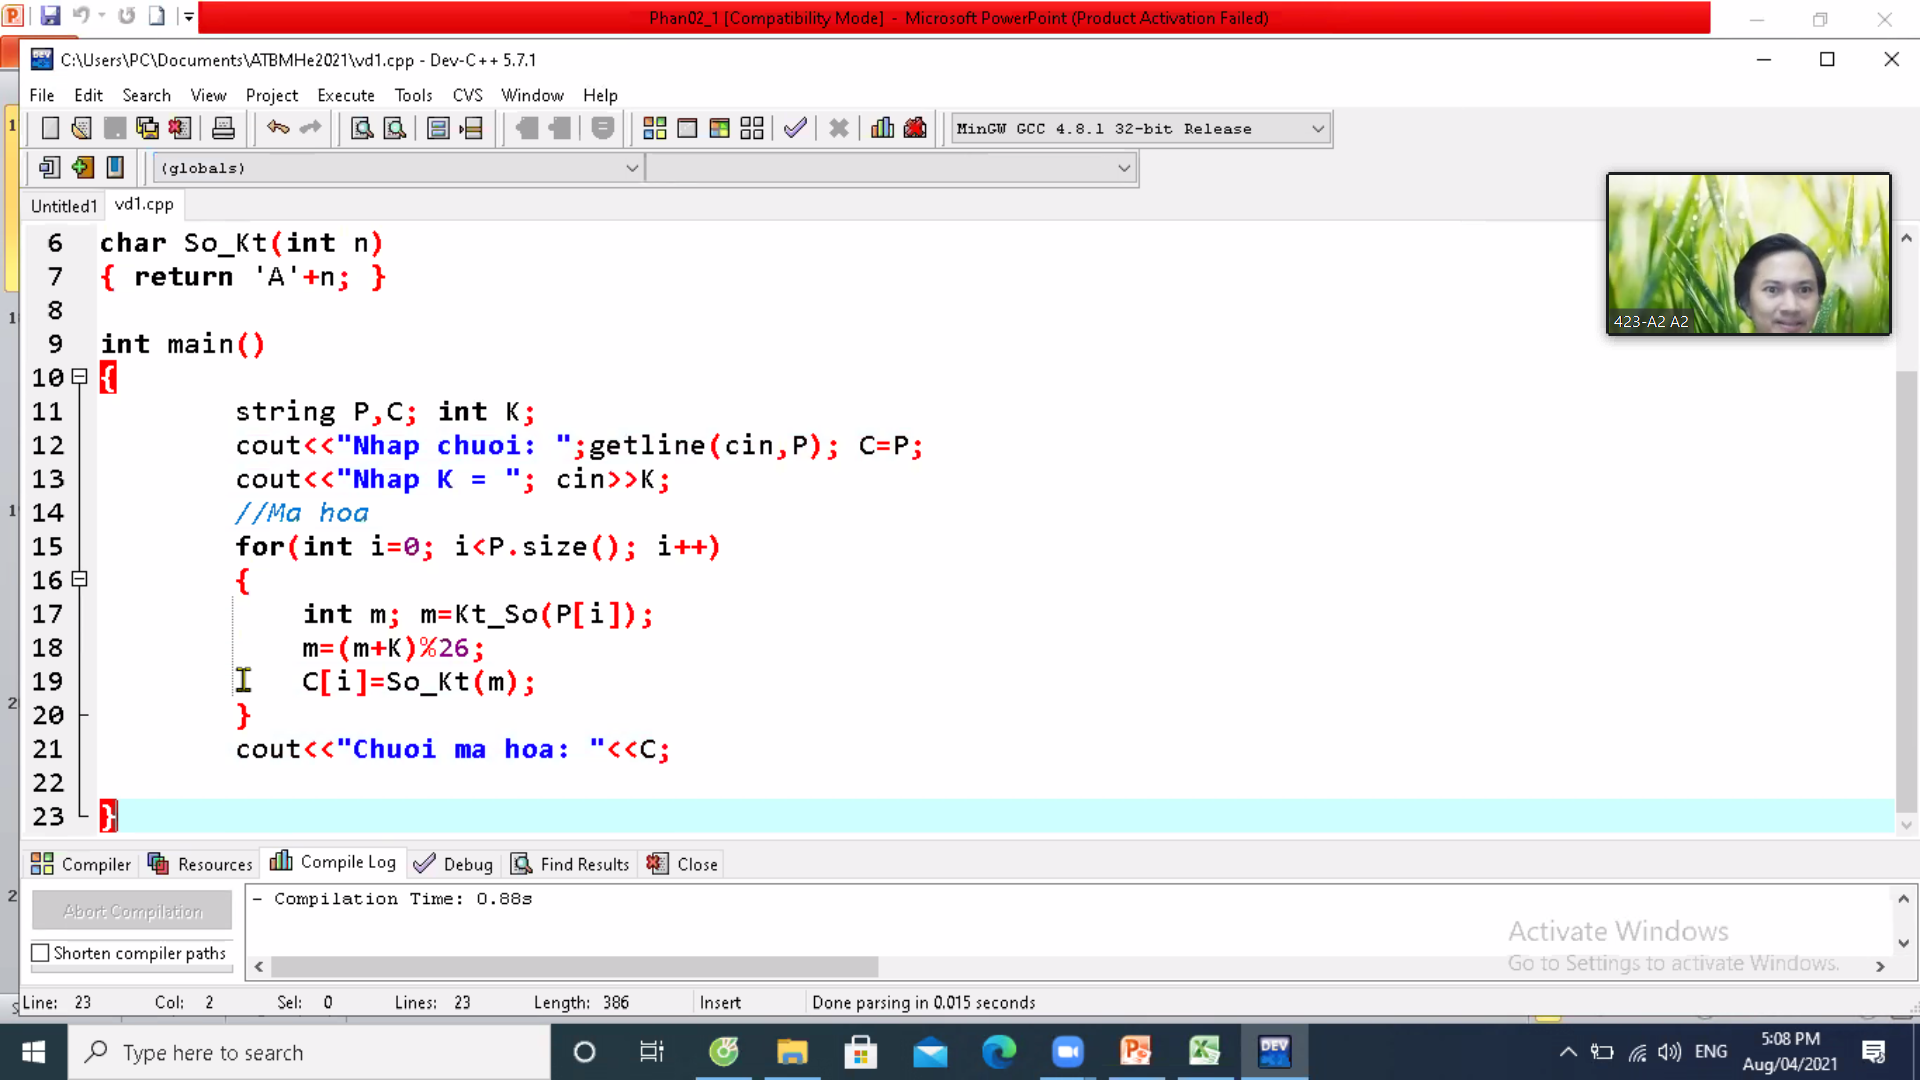 Phan02_1 [Compatibility Mode] - Microsoft PowerPoint (Product Activation Failed)
C:\Users\PC\Documents\ATBMHe2021\vd1.cpp - Dev-C++ 5.7.1
File Edit Search View Project Execute Tools CVS Window Help
MinGW GCC 4.8.1 32-bit Release
(globals)
Untitled1 vd1.cpp
423-A2 A2
6 char So_Kt(int n)
7 { return 'A'+n; }
8
9 int main()
10 {
11 string P,C; int K;
12 cout<<"Nhap chuoi: ";getline(cin,P); C=P;
13 cout<<"Nhap K = "; cin>>K;
14 //Ma hoa
15 for(int i=0; i<P.size(); i++)
16 {
17 int m; m=Kt_So(P[i]);
18 m=(m+K)%26;
19 C[i]=So_Kt(m);
20 }
21 cout<<"Chuoi ma hoa: "<<C;
22
23 }
Compiler Resources Compile Log Debug Find Results Close
Abort Compilation
Shorten compiler paths
- Compilation Time: 0.88s
Activate Windows
Go to Settings to activate Windows.
Line: 23 Col: 2 Sel: 0 Lines: 23 Length: 386 Insert Done parsing in 0.015 seconds
Type here to search
DEV
ENG
5:08 PM
Aug/04/2021